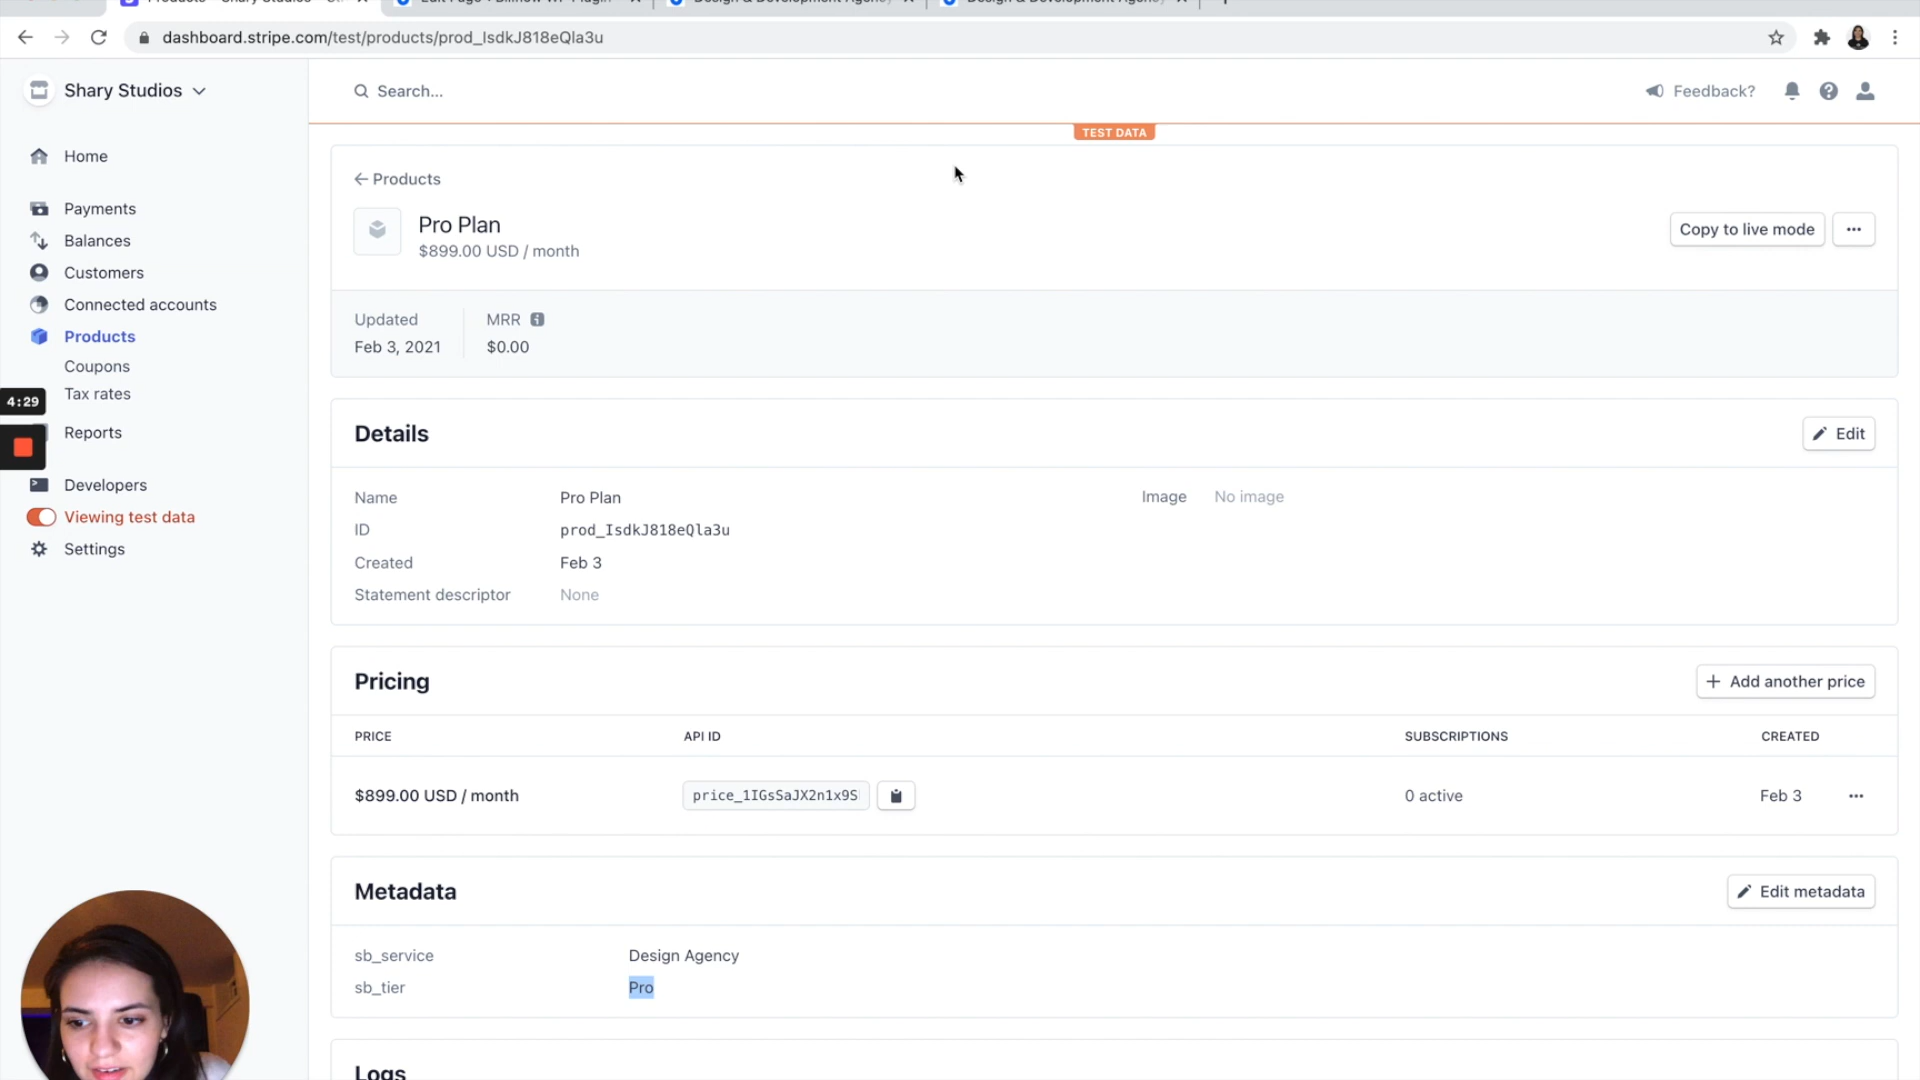 dashboard.stripe.com/test/products/prod_IsdkJ818eQla3u
Shary Studios
Search...
Feedback?
TEST DATA
Home
Payments
Balances
Customers
Connected accounts
Products
Coupons
Tax rates
4:29
Reports
Developers
Viewing test data
Settings
Products
Pro Plan
$899.00 USD / month
Copy to live mode
Updated
MRR
Feb 3, 2021
$0.00
Details
Edit
Name
Pro Plan
Image
No image
ID
prod_IsdkJ818eQla3u
Created
Feb 3
Statement descriptor
None
Pricing
Add another price
PRICE
API ID
SUBSCRIPTIONS
CREATED
$899.00 USD / month
price_1IGsSaJX2n1x9S
0 active
Feb 3
Metadata
Edit metadata
sb_service
Design Agency
sb_tier
Pro
Logs